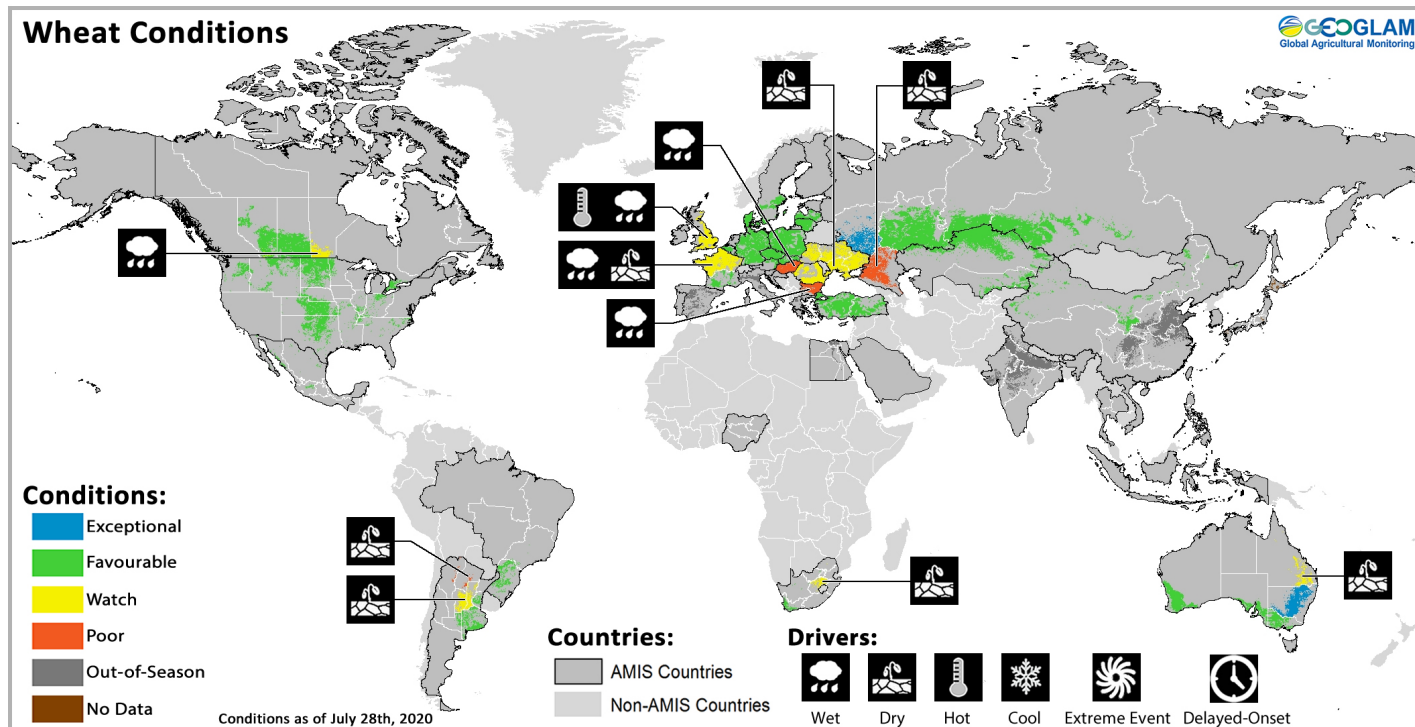 Wheat Conditions
GEOGLAM
Global Agricultural Monitoring
Conditions:
Exceptional
Favourable
Watch
Poor
Out-of-Season
No Data
Conditions as of July 28th, 2020
Countries:
AMIS Countries
Non-AMIS Countries
Drivers:
Wet Dry Hot Cool Extreme Event Delayed-Onset